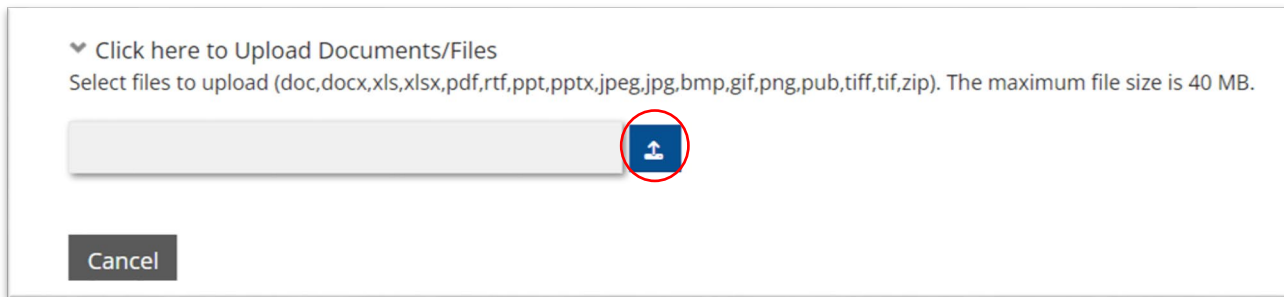 Click here to Upload Documents/Files
Select files to upload (doc,docx,xls,xlsx,pdf,rtf,ppt,pptx,jpeg,jpg,bmp,gif,png,pub,tiff,tif,zip). The maximum file size is 40 MB.
Cancel